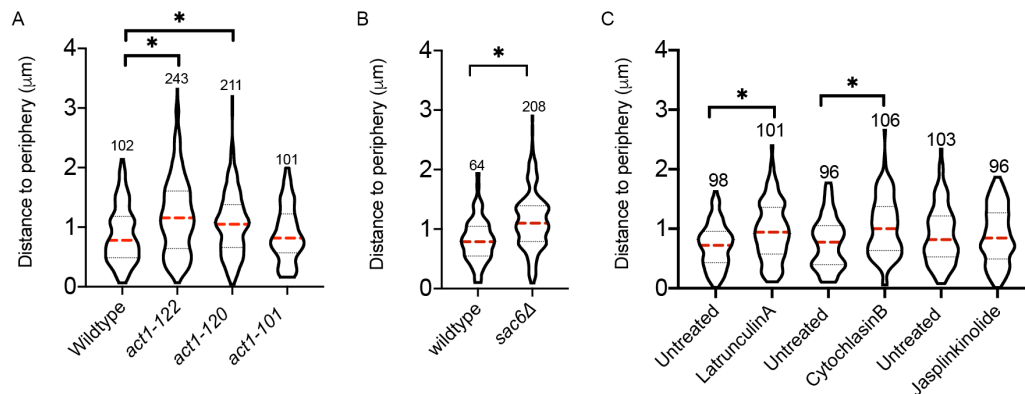 A
B
C
Distance to periphery (μm)
4
3
2
1
0
*
*
102
243
211
101
Wildtype
act1-122
act1-120
act1-101
Distance to periphery (μm)
4
3
2
1
0
*
64
208
wildtype
sac6Δ
Distance to periphery (μm)
4
3
2
1
0
*
*
98
101
96
106
103
96
Untreated
LatrunculinA
Untreated
CytochlasinB
Untreated
Jasplinkinolide